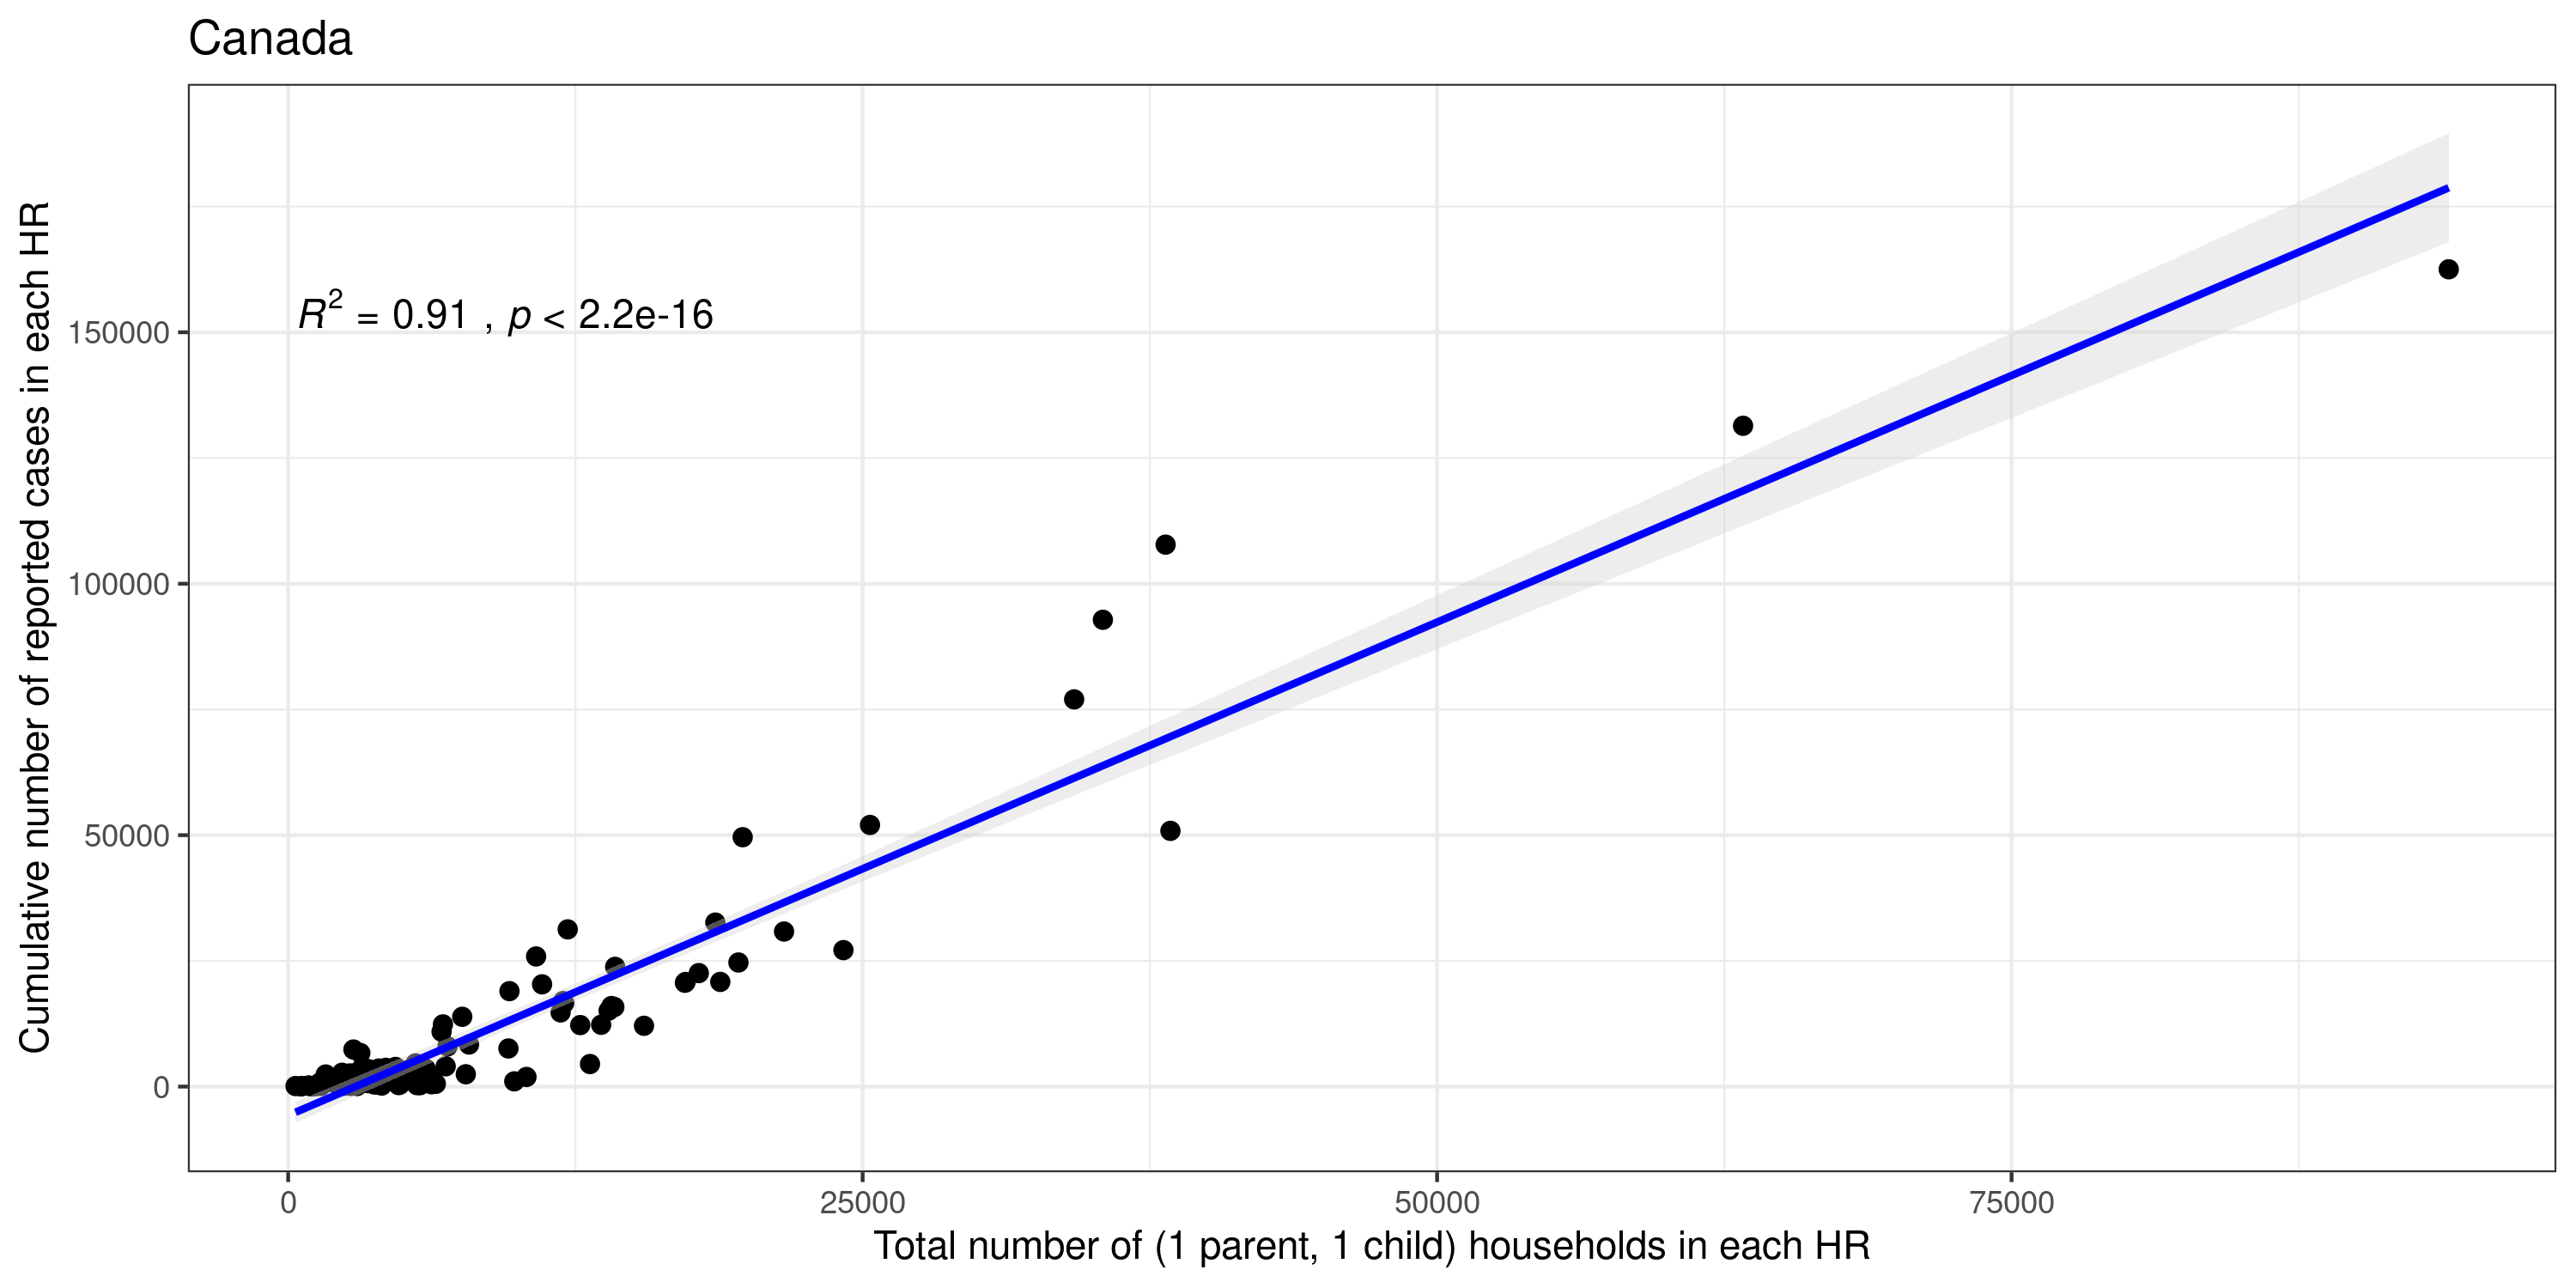 Canada
Cumulative number of reported cases in each HR
150000
100000
50000
0
R² = 0.91 , p < 2.2e-16
0 25000 50000 75000
Total number of (1 parent, 1 child) households in each HR